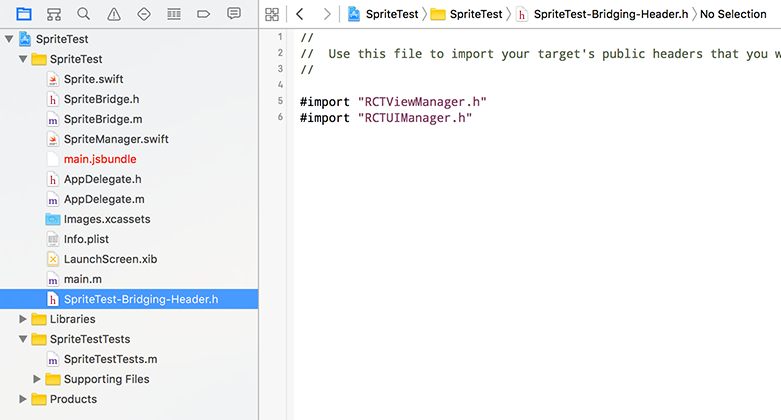 SpriteTest
SpriteTest
Sprite.swift
SpriteBridge.h
SpriteBridge.m
SpriteManager.swift
main.jsbundle
AppDelegate.h
AppDelegate.m
Images.xcassets
Info.plist
LaunchScreen.xib
main.m
SpriteTest-Bridging-Header.h
Libraries
SpriteTestTests
SpriteTestTests.m
Supporting Files
Products
SpriteTest SpriteTest h SpriteTest-Bridging-Header.h No Selection
1 //
2 // Use this file to import your target's public headers that you w
3 //
4
5 #import "RCTViewManager.h"
6 #import "RCTUIManager.h"